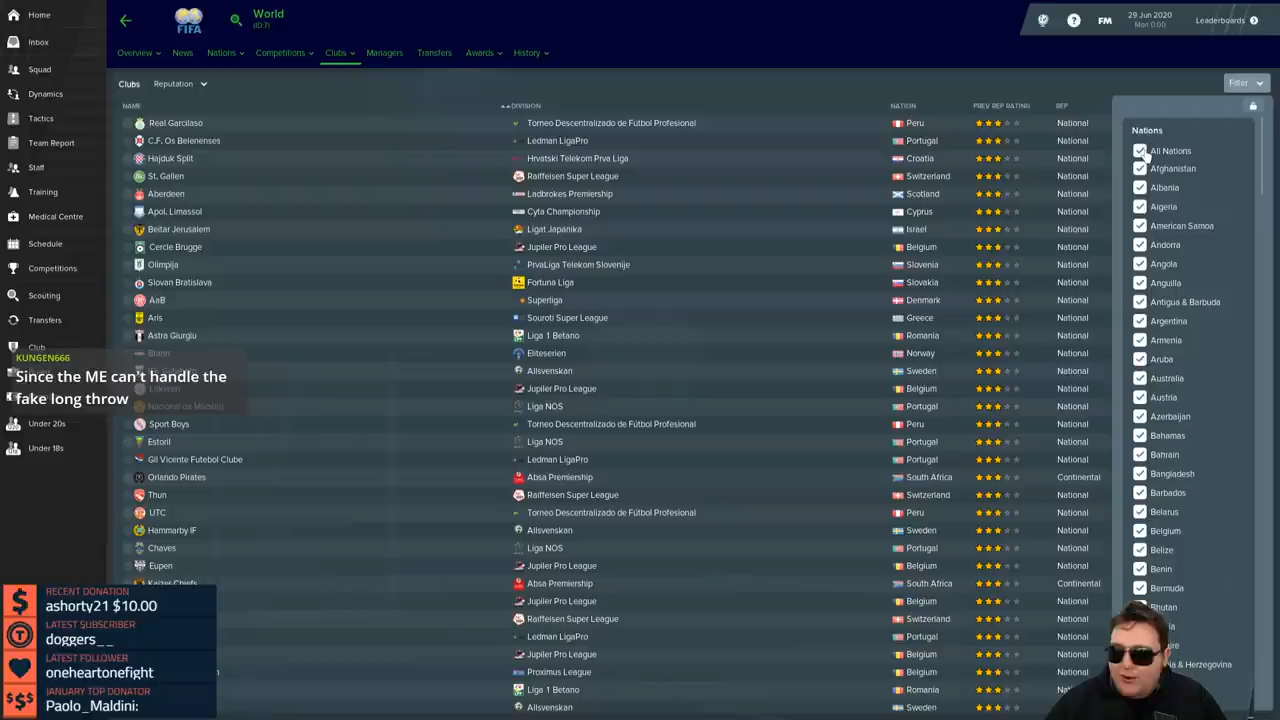 Home
Inbox
Squad
Dynamics
Tactics
Team Report
Staff
Training
Medical Centre
Schedule
Competitions
Scouting
Transfers
Club
Under 20s
Under 18s
FIFA
World
(ID:7)
FM
29 Jun 2020
Mon 0:00
Leaderboards
Overview News Nations Competitions Clubs Managers Transfers Awards History
Clubs Reputation
Filter
NAME DIVISION NATION PREV REP RATING REP
Real Garcilaso Torneo Descentralizado de Fútbol Profesional Peru National
C.F. Os Belenenses Ledman LigaPro Portugal National
Hajduk Split Hrvatski Telekom Prva Liga Croatia National
St. Gallen Raiffeisen Super League Switzerland National
Aberdeen Ladbrokes Premiership Scotland National
Apol. Limassol Cyta Championship Cyprus National
Beitar Jerusalem Ligat Japanika Israel National
Cercle Brugge Jupiler Pro League Belgium National
Olimpija PrvaLiga Telekom Slovenije Slovenia National
Slovan Bratislava Fortuna Liga Slovakia National
AaB Superliga Denmark National
Aris Souroti Super League Greece National
Astra Giurgiu Liga 1 Betano Romania National
Brann Eliteserien Norway National
Allsvenskan Sweden National
Lokeren Jupiler Pro League Belgium National
Nacional da Madeira Liga NOS Portugal National
Sport Boys Torneo Descentralizado de Fútbol Profesional Peru National
Estoril Liga NOS Portugal National
Gil Vicente Futebol Clube Ledman LigaPro Portugal National
Orlando Pirates Absa Premiership South Africa Continental
Thun Raiffeisen Super League Switzerland National
UTC Torneo Descentralizado de Fútbol Profesional Peru National
Hammarby IF Allsvenskan Sweden National
Chaves Liga NOS Portugal National
Eupen Jupiler Pro League Belgium National
Kaizer Chiefs Absa Premiership South Africa Continental
Jupiler Pro League Belgium National
Raiffeisen Super League Switzerland National
Ledman LigaPro Portugal National
Jupiler Pro League Belgium National
Proximus League Belgium National
Liga 1 Betano Romania
Allsvenskan Sweden National
Nations
All Nations
Afghanistan
Albania
Algeria
American Samoa
Andorra
Angola
Anguilla
Antigua & Barbuda
Argentina
Armenia
Aruba
Australia
Austria
Azerbaijan
Bahamas
Bahrain
Bangladesh
Barbados
Belarus
Belgium
Belize
Benin
Bermuda
Bhutan
& Herzegovina
KUNGEN666
Since the ME can't handle the
fake long throw
RECENT DONATION
ashorty21 $10.00
LATEST SUBSCRIBER
doggers__
LATEST FOLLOWER
oneheartonefight
JANUARY TOP DONATOR
Paolo_Maldini: